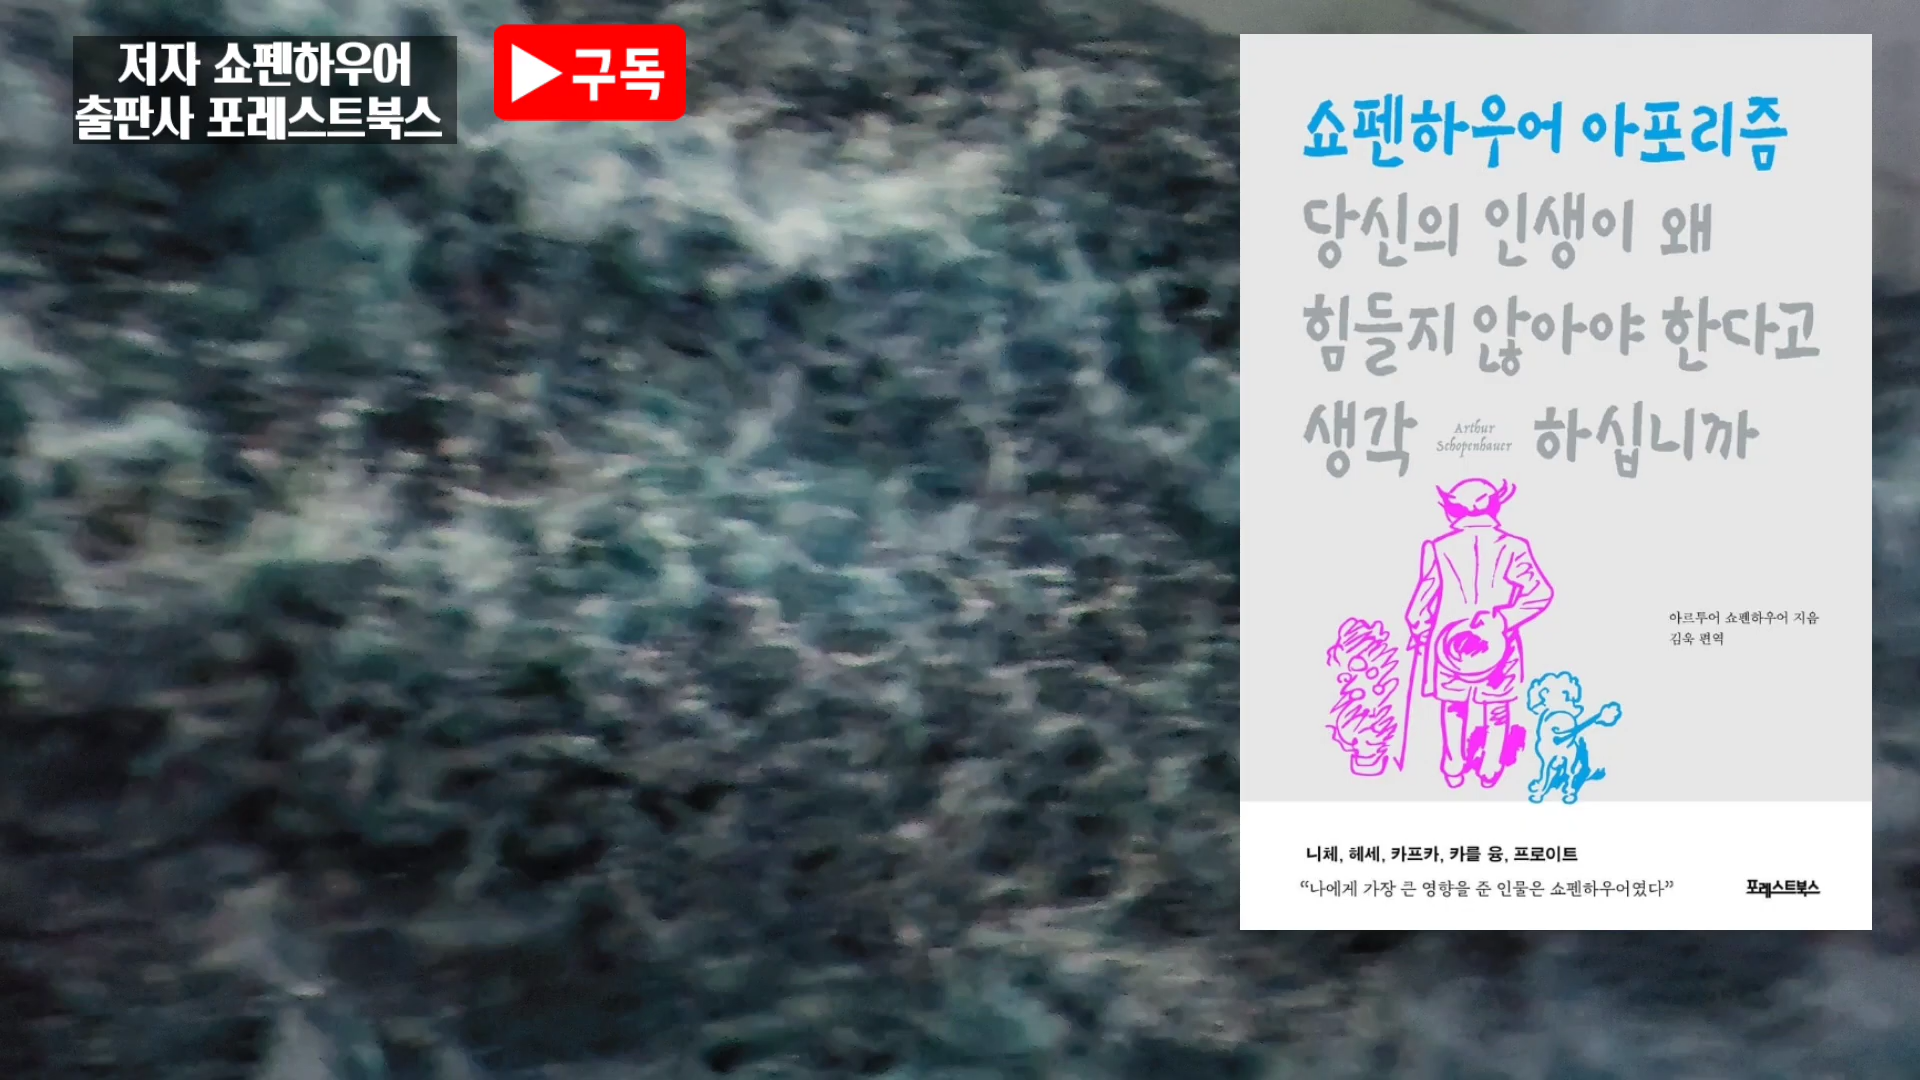 저자 쇼펜하우어
출판사 포레스트북스
구독
쇼펜하우어 아포리즘
당신의 인생이 왜
힘들지 않아야 한다고
생각 하십니까
Arthur
Schopenhauer
아르투어 쇼펜하우어 지음
김욱 편역
니체, 헤세, 카프카, 카를 융, 프로이트
“나에게 가장 큰 영향을 준 인물은 쇼펜하우어였다”
포레스트북스